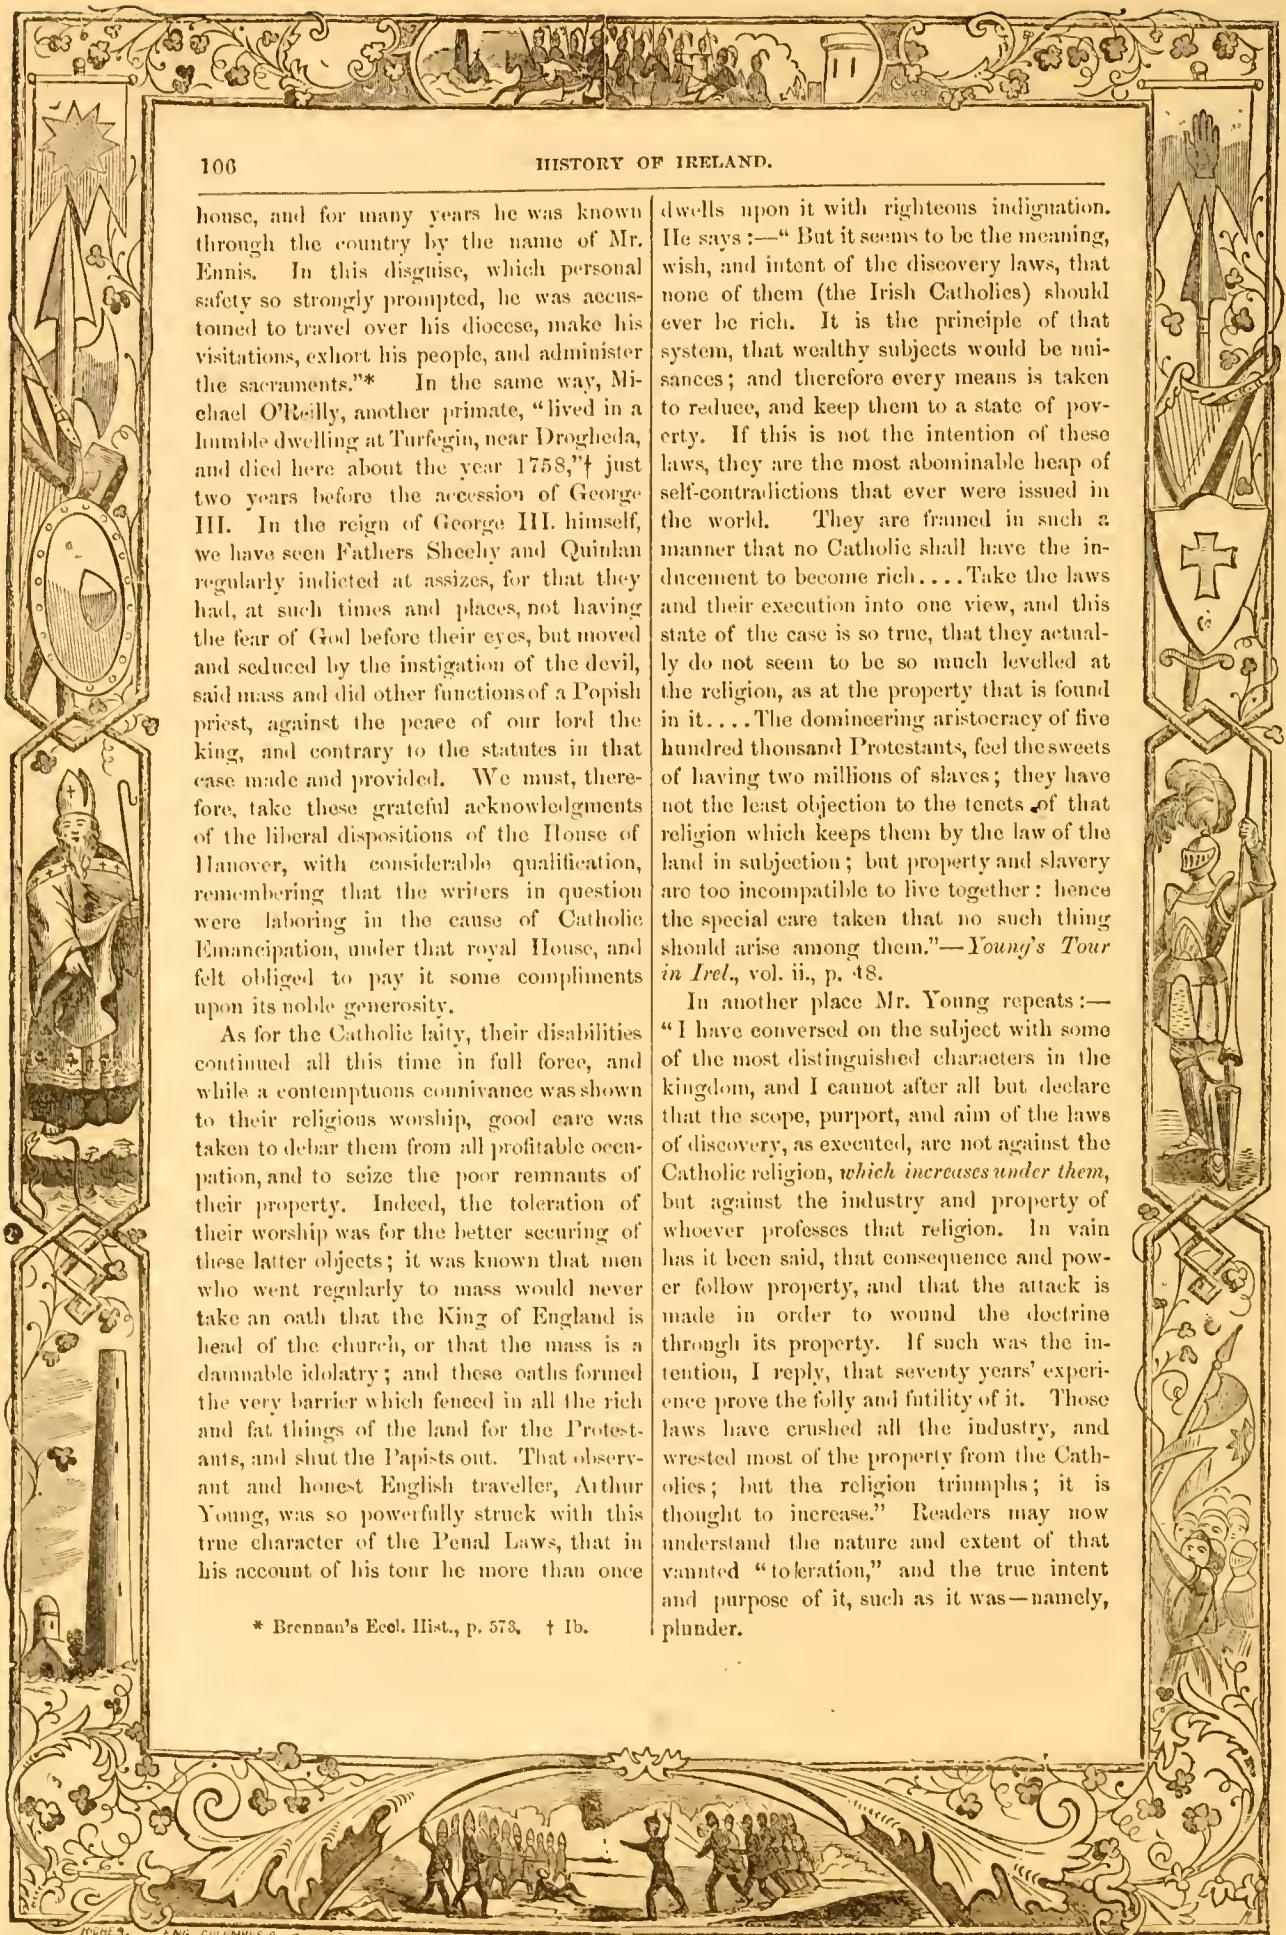 106
HISTORY OF IRELAND.
house, and for many years he was known
through the country by the name of Mr.
Ennis. In this disguise, which personal
safety so strongly prompted, he was accus-
tomed to travel over his diocese, make his
visitations, exhort his people, and administer
the sacraments."* In the same way, Mi-
chael O'Reilly, another primate, "lived in a
humble dwelling at Turfegin, near Drogheda,
and died here about the year 1758,"† just
two years before the accession of George
III. In the reign of George III. himself,
we have seen Fathers Sheehy and Quinlan
regularly indicted at assizes, for that they
had, at such times and places, not having
the fear of God before their eyes, but moved
and seduced by the instigation of the devil,
said mass and did other functions of a Popish
priest, against the peace of our lord the
king, and contrary to the statutes in that
case made and provided. We must, there-
fore, take these grateful acknowledgments
of the liberal dispositions of the House of
Hanover, with considerable qualification,
remembering that the writers in question
were laboring in the cause of Catholic
Emancipation, under that royal House, and
felt obliged to pay it some compliments
upon its noble generosity.
As for the Catholic laity, their disabilities
continued all this time in full force, and
while a contemptuous connivance was shown
to their religious worship, good care was
taken to debar them from all profitable occu-
pation, and to seize the poor remnants of
their property. Indeed, the toleration of
their worship was for the better securing of
these latter objects; it was known that men
who went regularly to mass would never
take an oath that the King of England is
head of the church, or that the mass is a
damnable idolatry; and these oaths formed
the very barrier which fenced in all the rich
and fat things of the land for the Protest-
ants, and shut the Papists out. That observ-
ant and honest English traveller, Arthur
Young, was so powerfully struck with this
true character of the Penal Laws, that in
his account of his tour he more than once
* Brennan's Eccl. Hist., p. 573. † Ib.
dwells upon it with righteous indignation.
He says:—"But it seems to be the meaning,
wish, and intent of the discovery laws, that
none of them (the Irish Catholics) should
ever be rich. It is the principle of that
system, that wealthy subjects would be nui-
sances; and therefore every means is taken
to reduce, and keep them to a state of pov-
erty. If this is not the intention of these
laws, they are the most abominable heap of
self-contradictions that ever were issued in
the world. They are framed in such a
manner that no Catholic shall have the in-
ducement to become rich....Take the laws
and their execution into one view, and this
state of the case is so true, that they actual-
ly do not seem to be so much levelled at
the religion, as at the property that is found
in it....The domineering aristocracy of five
hundred thousand Protestants, feel the sweets
of having two millions of slaves; they have
not the least objection to the tenets of that
religion which keeps them by the law of the
land in subjection; but property and slavery
are too incompatible to live together: hence
the special care taken that no such thing
should arise among them."—Young's Tour
in Irel., vol. ii., p. 48.
In another place Mr. Young repeats:—
"I have conversed on the subject with some
of the most distinguished characters in the
kingdom, and I cannot after all but declare
that the scope, purport, and aim of the laws
of discovery, as executed, are not against the
Catholic religion, which increases under them,
but against the industry and property of
whoever professes that religion. In vain
has it been said, that consequence and pow-
er follow property, and that the attack is
made in order to wound the doctrine
through its property. If such was the in-
tention, I reply, that seventy years' experi-
ence prove the folly and futility of it. Those
laws have crushed all the industry, and
wrested most of the property from the Cath-
olics; but the religion triumphs; it is
thought to increase." Readers may now
understand the nature and extent of that
vaunted "toleration," and the true intent
and purpose of it, such as it was—namely,
plunder.